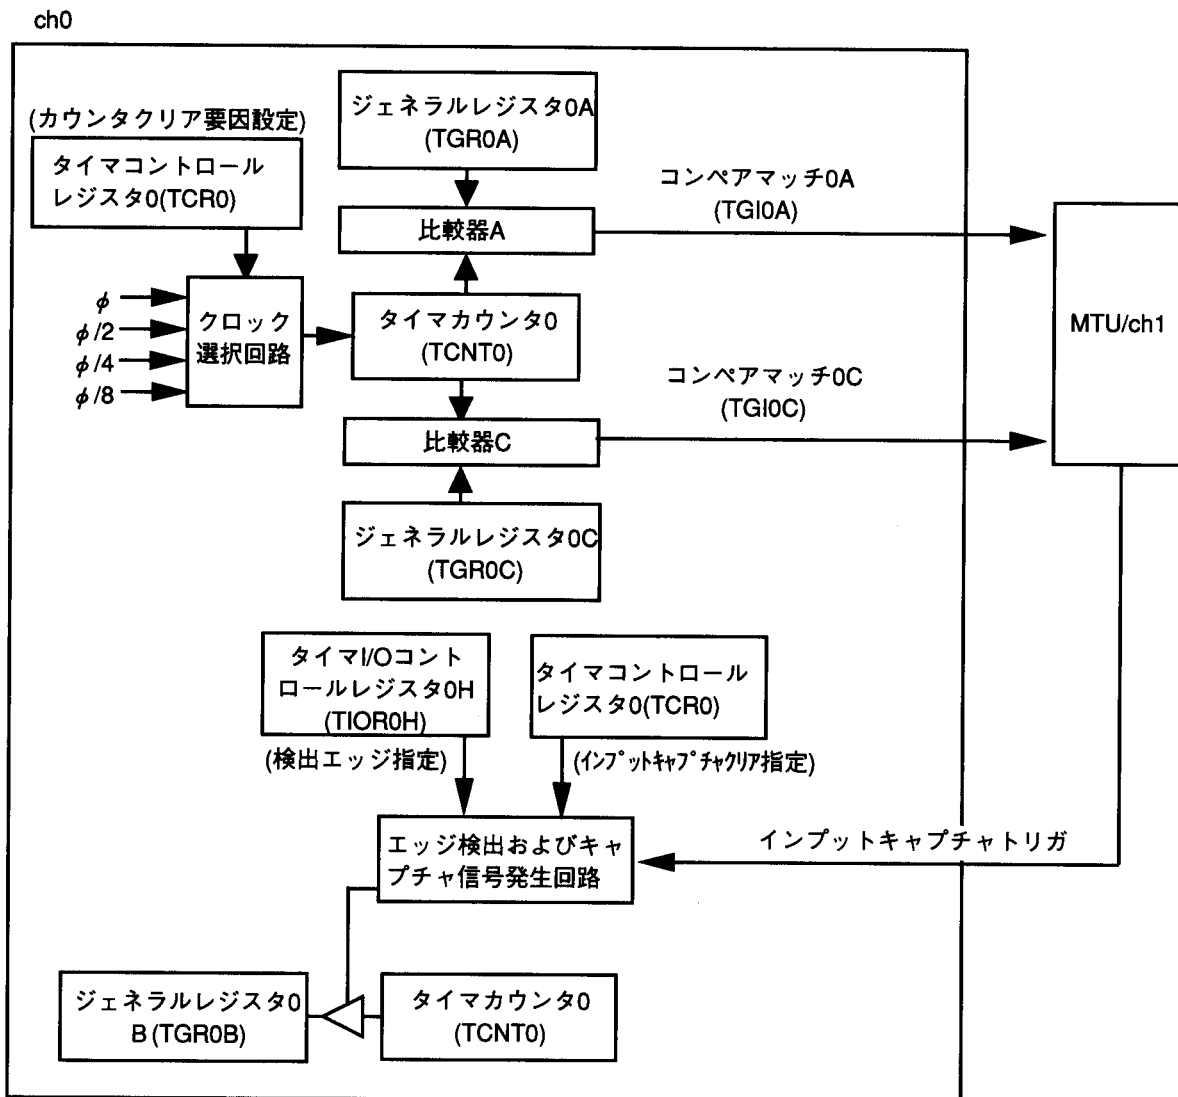 ch0
ジェネラルレジスタ0A
(TGR0A)
(カウンタクリア要因設定)
タイマコントロール
レジスタ0(TCR0)
コンペアマッチ0A
(TGI0A)
比較器A
φ
φ/2
φ/4
φ/8
クロック
選択回路
タイマカウンタ0
(TCNT0)
MTU/ch1
コンペアマッチ0C
(TGI0C)
比較器C
ジェネラルレジスタ0C
(TGR0C)
タイマI/Oコント
ロールレジスタ0H
(TIOR0H)
タイマコントロール
レジスタ0(TCR0)
(検出エッジ指定)
(ｲﾝﾌﾟｯﾄｷｬﾌﾟﾁｬｸﾘｱ指定)
エッジ検出およびキャ
プチャ信号発生回路
インプットキャプチャトリガ
ジェネラルレジスタ0
B (TGR0B)
タイマカウンタ0
(TCNT0)